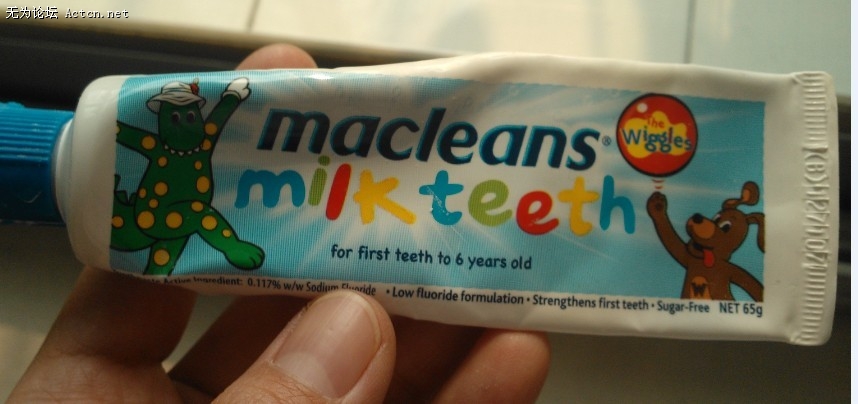 无为论坛 Actcn.net
macleans®
the
Wiggles
milk teeth
for first teeth to 6 years old
Active Ingredient: 0.117% w/w Sodium Fluoride • Low fluoride formulation • Strengthens first teeth • Sugar-Free NET 65g
W